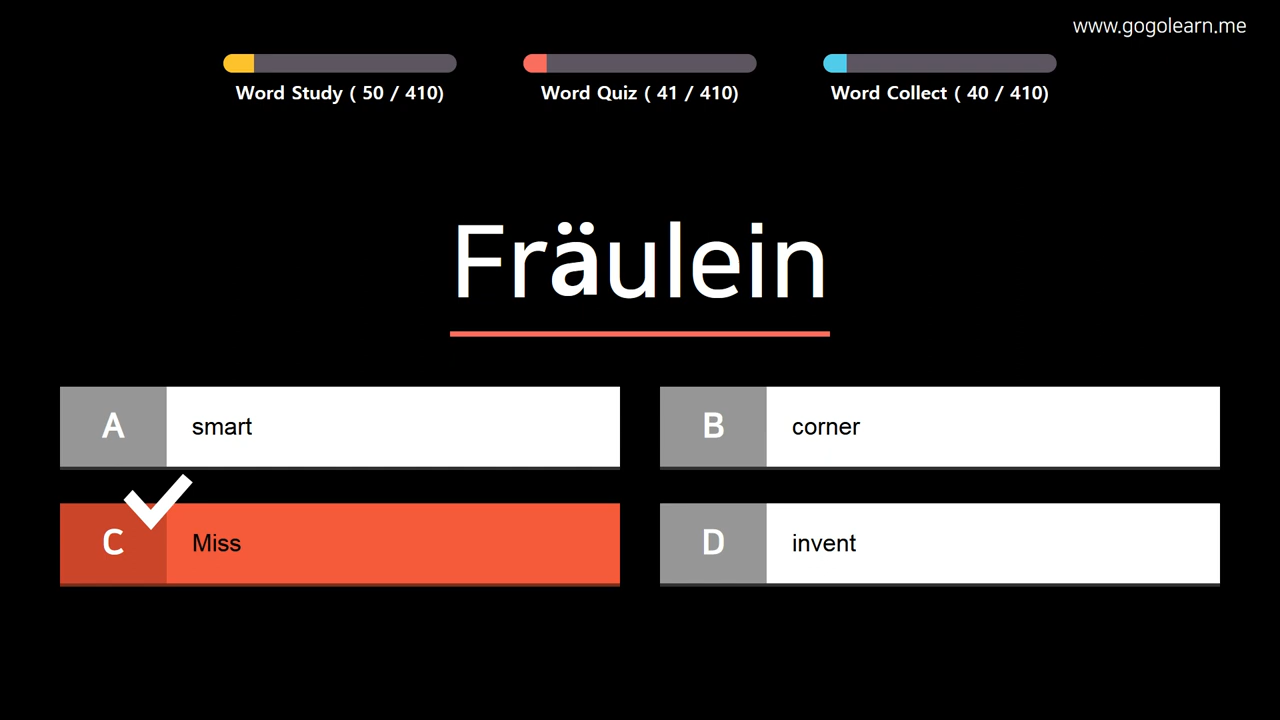 www.gogolearn.me
Word Study ( 50 / 410)
Word Quiz ( 41 / 410)
Word Collect ( 40 / 410)
Fräulein
A smart
B corner
C Miss
D invent